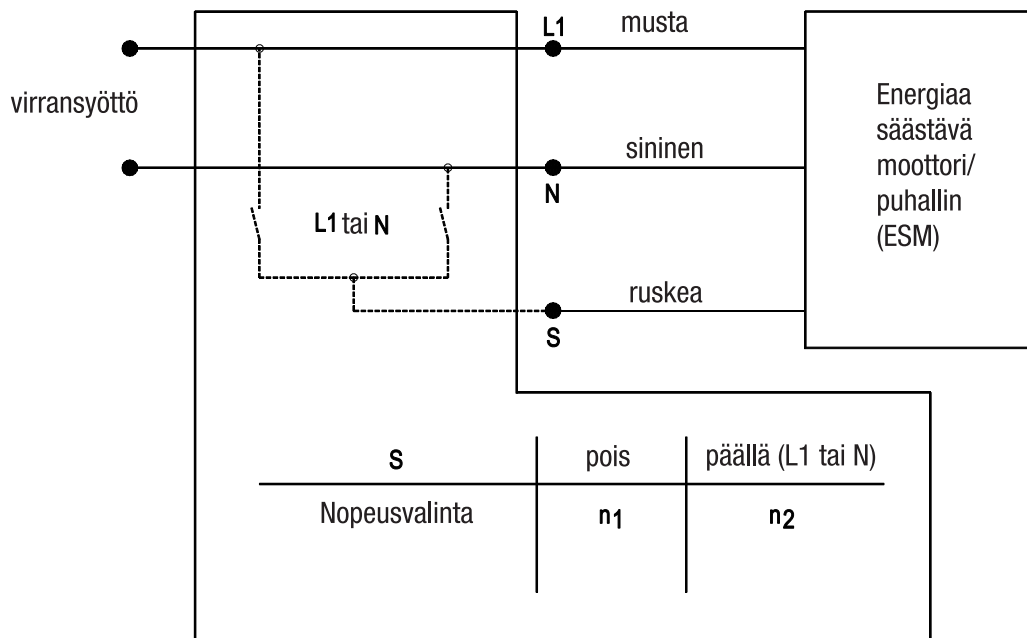 L1
musta
virransyöttö
Energiaa
säästävä
moottori/
puhallin
(ESM)
sininen
N
L1 tai N
ruskea
S
S pois päällä (L1 tai N)
Nopeusvalinta n1 n2